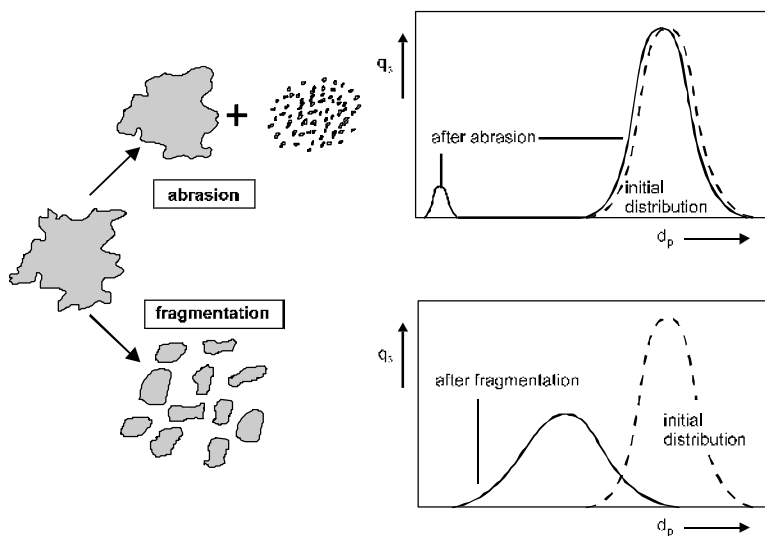 abrasion
fragmentation
q₃
after abrasion
initial
distribution
dₚ
q₃
after fragmentation
initial
distribution
dₚ